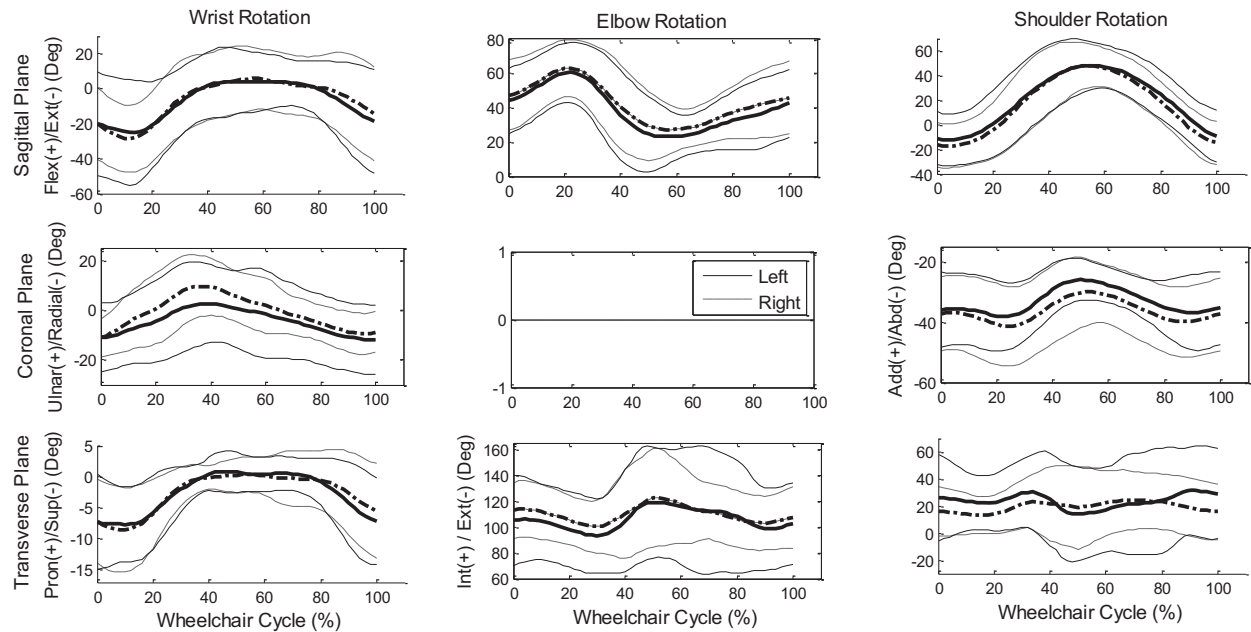 Wrist Rotation
Elbow Rotation
Shoulder Rotation
Sagittal Plane
Flex(+)/Ext(-) (Deg)
20
0
-20
-40
-60
0 20 40 60 80 100
80
60
40
20
0
0 20 40 60 80 100
60
40
20
0
-20
-40
0 20 40 60 80 100
Coronal Plane
Ulnar(+)/Radial(-) (Deg)
20
0
-20
0 20 40 60 80 100
1
0
-1
Left
Right
0 20 40 60 80 100
Add(+)/Abd(-) (Deg)
-20
-40
-60
0 20 40 60 80 100
Transverse Plane
Pron(+)/Sup(-) (Deg)
5
0
-5
-10
-15
0 20 40 60 80 100
Wheelchair Cycle (%)
Int(+) / Ext(-) (Deg)
160
140
120
100
80
60
0 20 40 60 80 100
Wheelchair Cycle (%)
60
40
20
0
-20
0 20 40 60 80 100
Wheelchair Cycle (%)